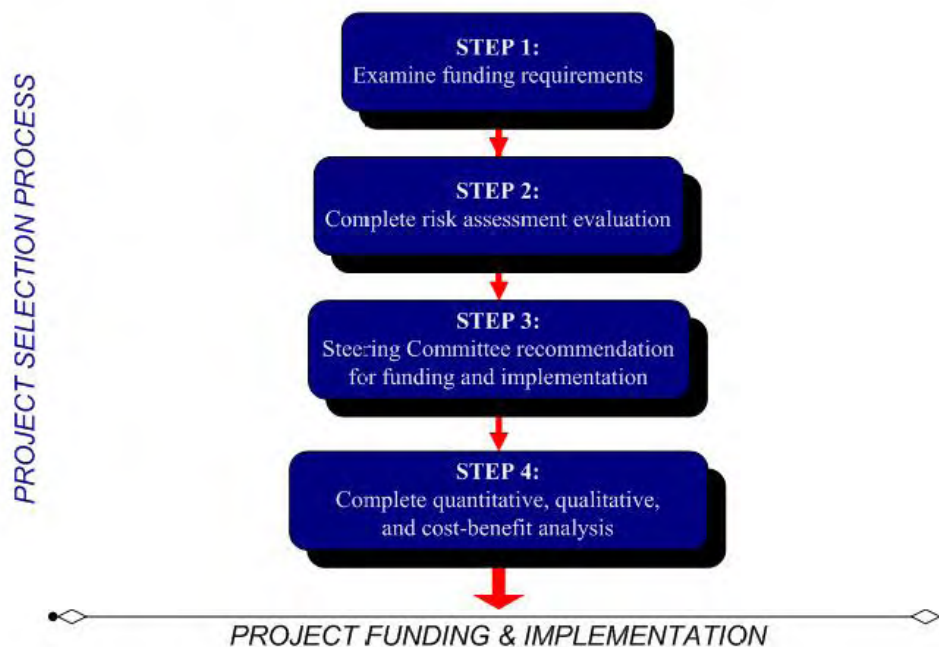 PROJECT SELECTION PROCESS
STEP 1:
Examine funding requirements
STEP 2:
Complete risk assessment evaluation
STEP 3:
Steering Committee recommendation
for funding and implementation
STEP 4:
Complete quantitative, qualitative,
and cost-benefit analysis
PROJECT FUNDING & IMPLEMENTATION